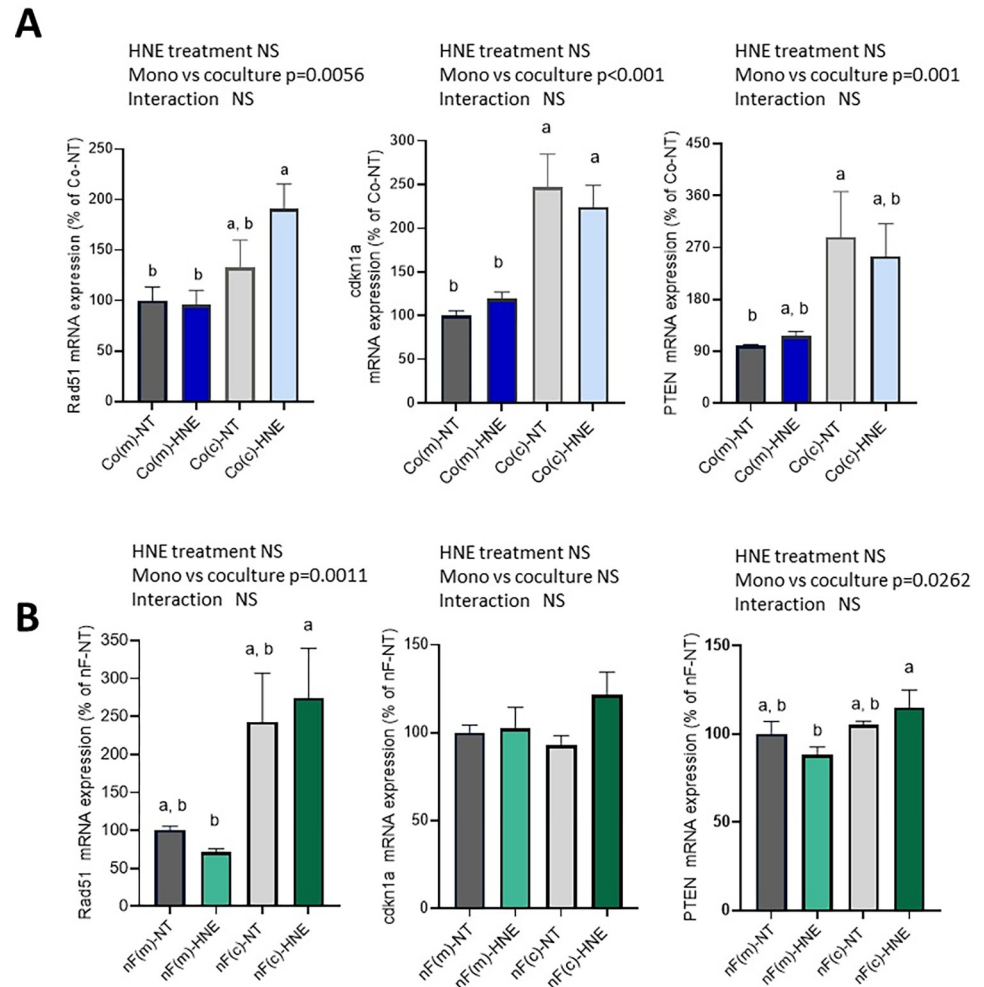 A
HNE treatment NS
Mono vs coculture p=0.0056
Interaction NS
HNE treatment NS
Mono vs coculture p<0.001
Interaction NS
HNE treatment NS
Mono vs coculture p=0.001
Interaction NS
Rad51 mRNA expression (% of Co-NT)
250
200
150
100
50
0
b
b
a, b
a
Co(m)-NT
Co(m)-HNE
Co(c)-NT
Co(c)-HNE
cdkn1a
mRNA expression (% of Co-NT)
300
250
200
150
100
50
0
b
b
a
a
Co(m)-NT
Co(m)-HNE
Co(c)-NT
Co(c)-HNE
PTEN mRNA expression (% of Co-NT)
450
360
270
180
90
0
b
a, b
a
a, b
Co(m)-NT
Co(m)-HNE
Co(c)-NT
Co(c)-HNE
B
HNE treatment NS
Mono vs coculture p=0.0011
Interaction NS
HNE treatment NS
Mono vs coculture NS
Interaction NS
HNE treatment NS
Mono vs coculture p=0.0262
Interaction NS
Rad51 mRNA expression (% of nF-NT)
350
300
250
200
150
100
50
0
a, b
b
a, b
a
nF(m)-NT
nF(m)-HNE
nF(c)-NT
nF(c)-HNE
cdkn1a mRNA expression (% of nF-NT)
150
100
50
0
nF(m)-NT
nF(m)-HNE
nF(c)-NT
nF(c)-HNE
PTEN mRNA expression (% of nF-NT)
150
100
50
0
a, b
b
a, b
a
nF(m)-NT
nF(m)-HNE
nF(c)-NT
nF(c)-HNE